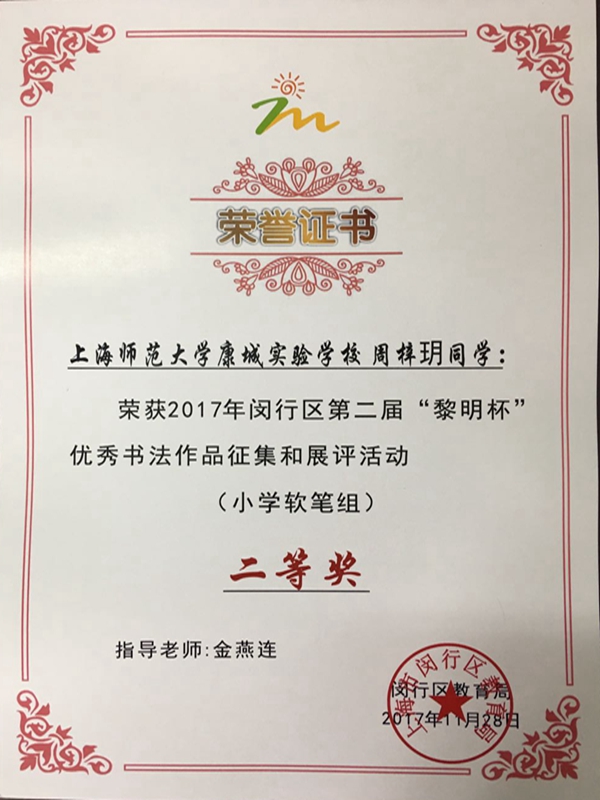 荣誉证书
上海师范大学康城实验学校 周梓玥同学:
荣获2017年闵行区第二届“黎明杯”
优秀书法作品征集和展评活动
（小学软笔组）
二等奖
指导老师:金燕连
闵行区教育局
2017年11月28日
上海市闵行区教育局